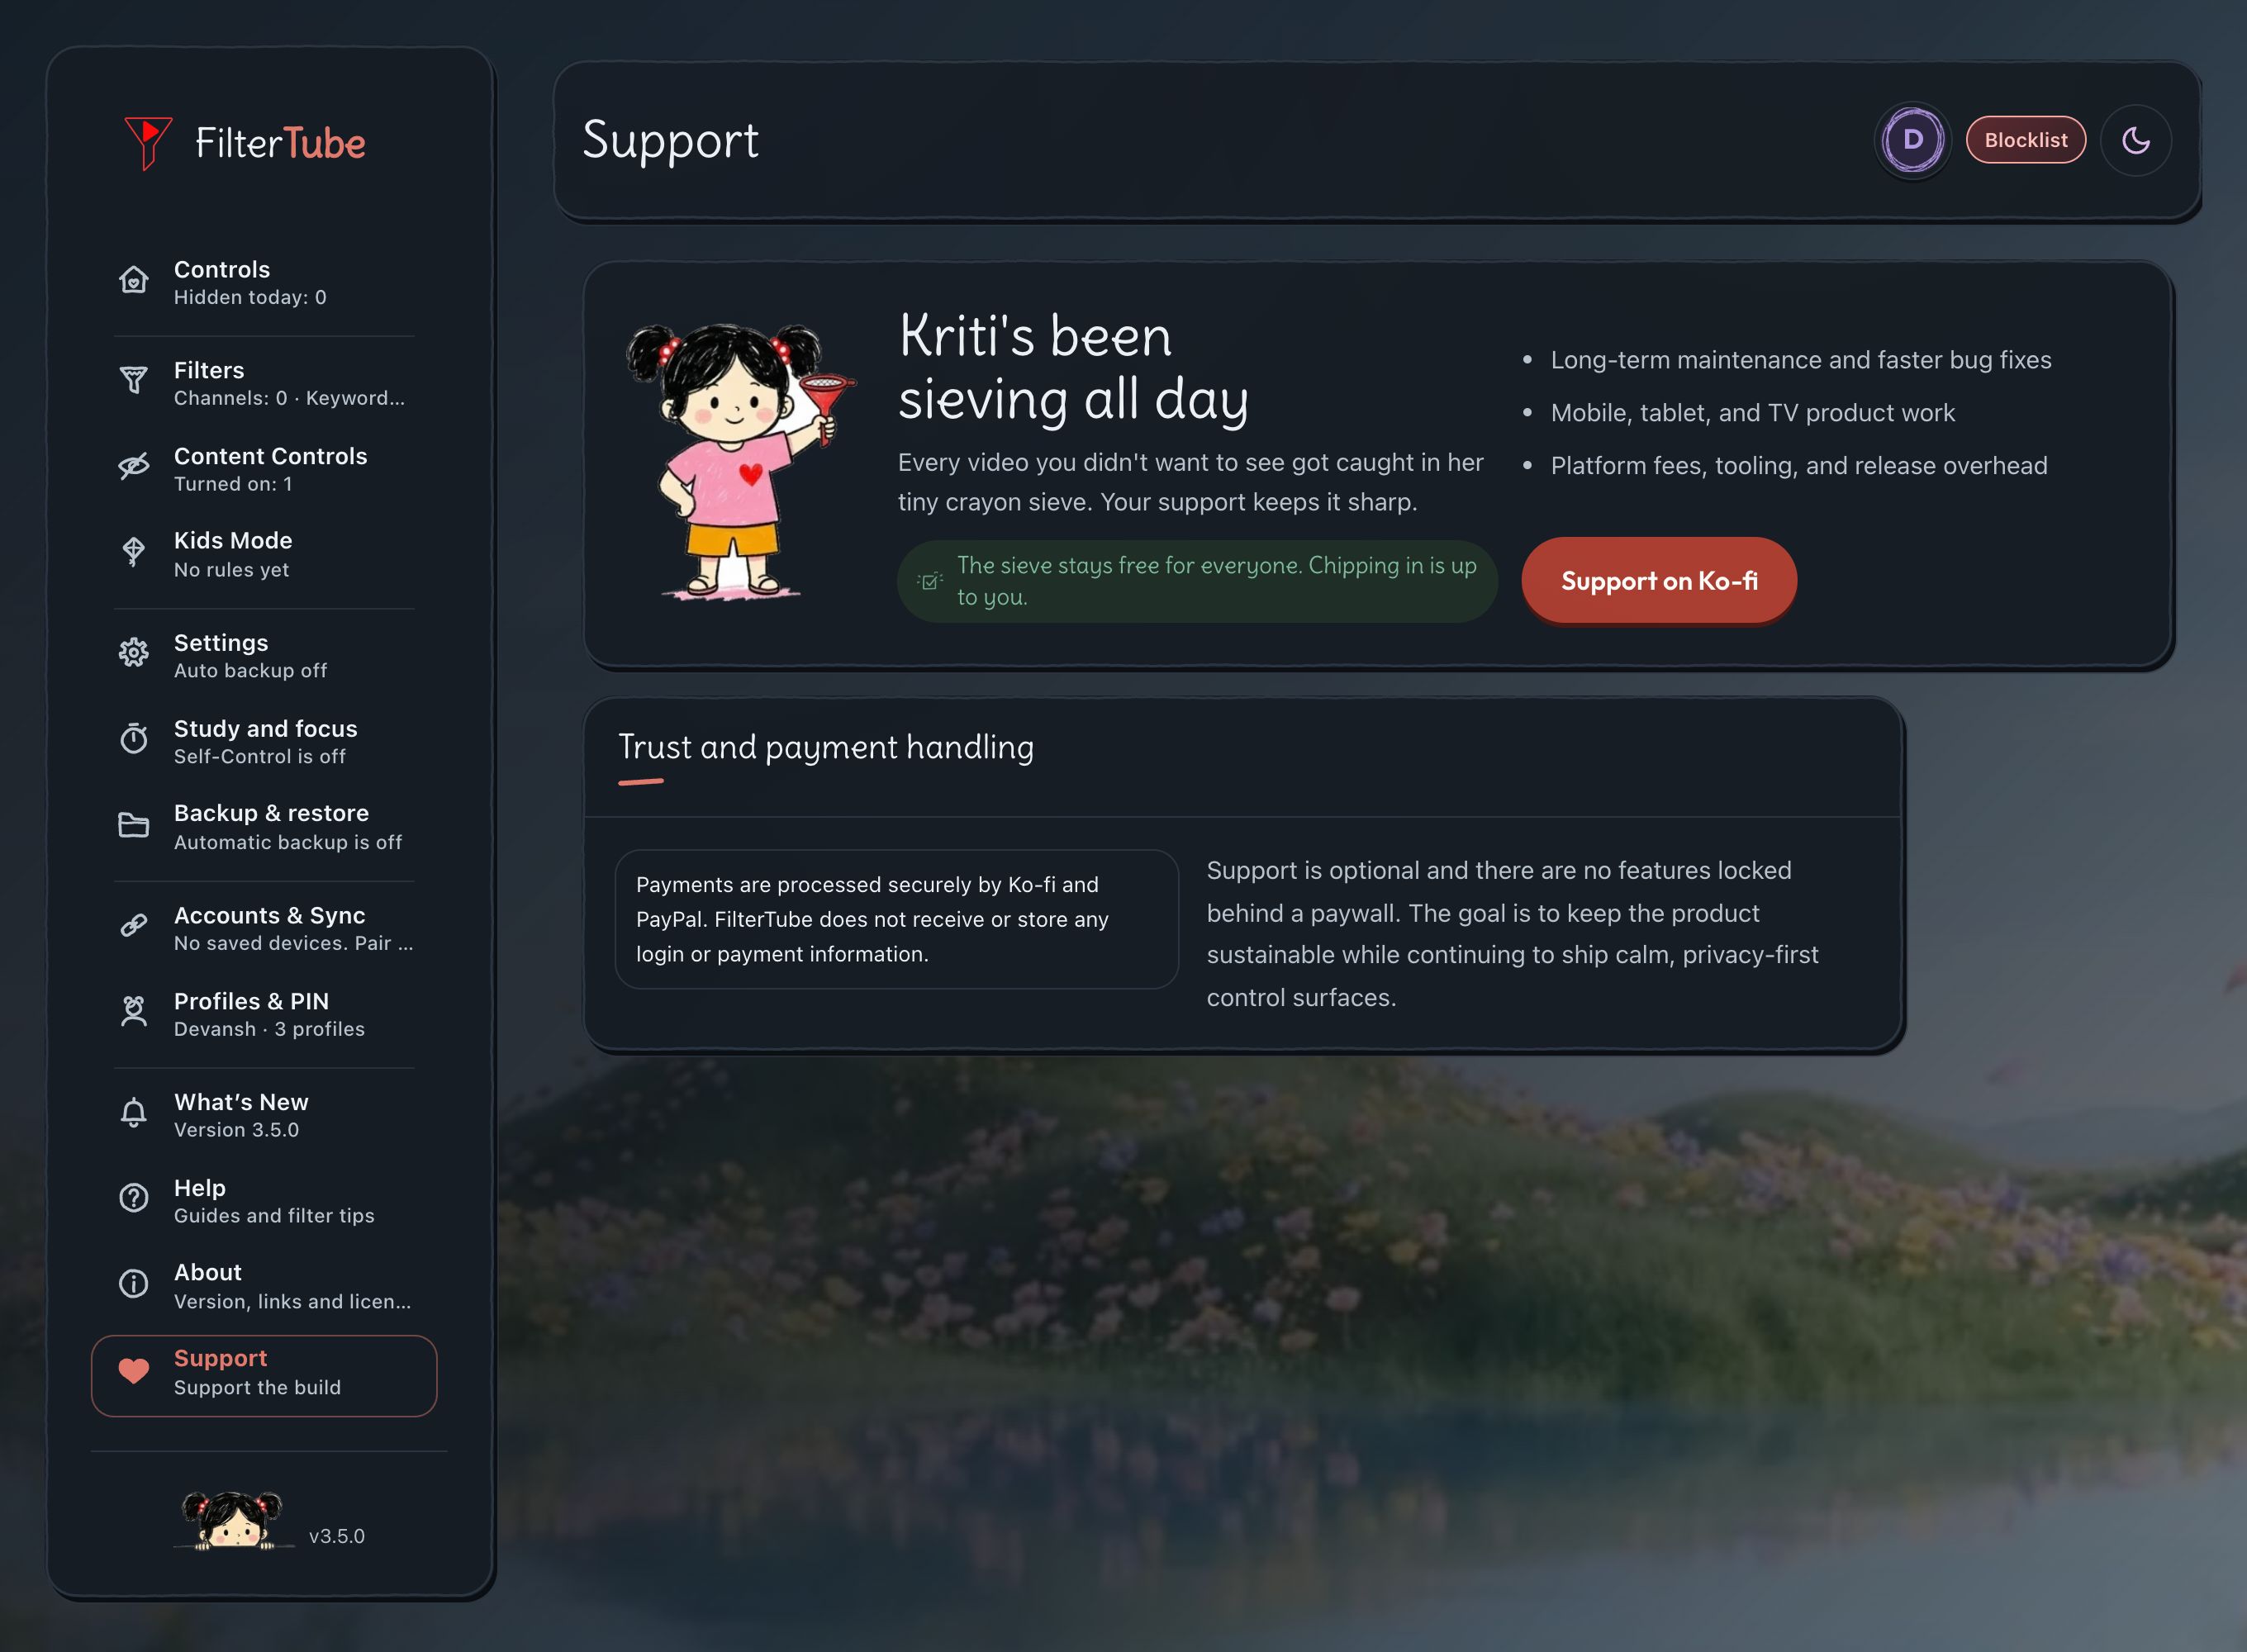 FilterTube
Controls
Hidden today: 0
Filters
Channels: 0 · Keyword...
Content Controls
Turned on: 1
Kids Mode
No rules yet
Settings
Auto backup off
Study and focus
Self-Control is off
Backup & restore
Automatic backup is off
Accounts & Sync
No saved devices. Pair ...
Profiles & PIN
Devansh · 3 profiles
What’s New
Version 3.5.0
Help
Guides and filter tips
About
Version, links and licen...
Support
Support the build
v3.5.0
Support
D
Blocklist
Kriti's been
sieving all day
Every video you didn't want to see got caught in her
tiny crayon sieve. Your support keeps it sharp.
The sieve stays free for everyone. Chipping in is up
to you.
• Long-term maintenance and faster bug fixes
• Mobile, tablet, and TV product work
• Platform fees, tooling, and release overhead
Support on Ko-fi
Trust and payment handling
Payments are processed securely by Ko-fi and
PayPal. FilterTube does not receive or store any
login or payment information.
Support is optional and there are no features locked
behind a paywall. The goal is to keep the product
sustainable while continuing to ship calm, privacy-first
control surfaces.